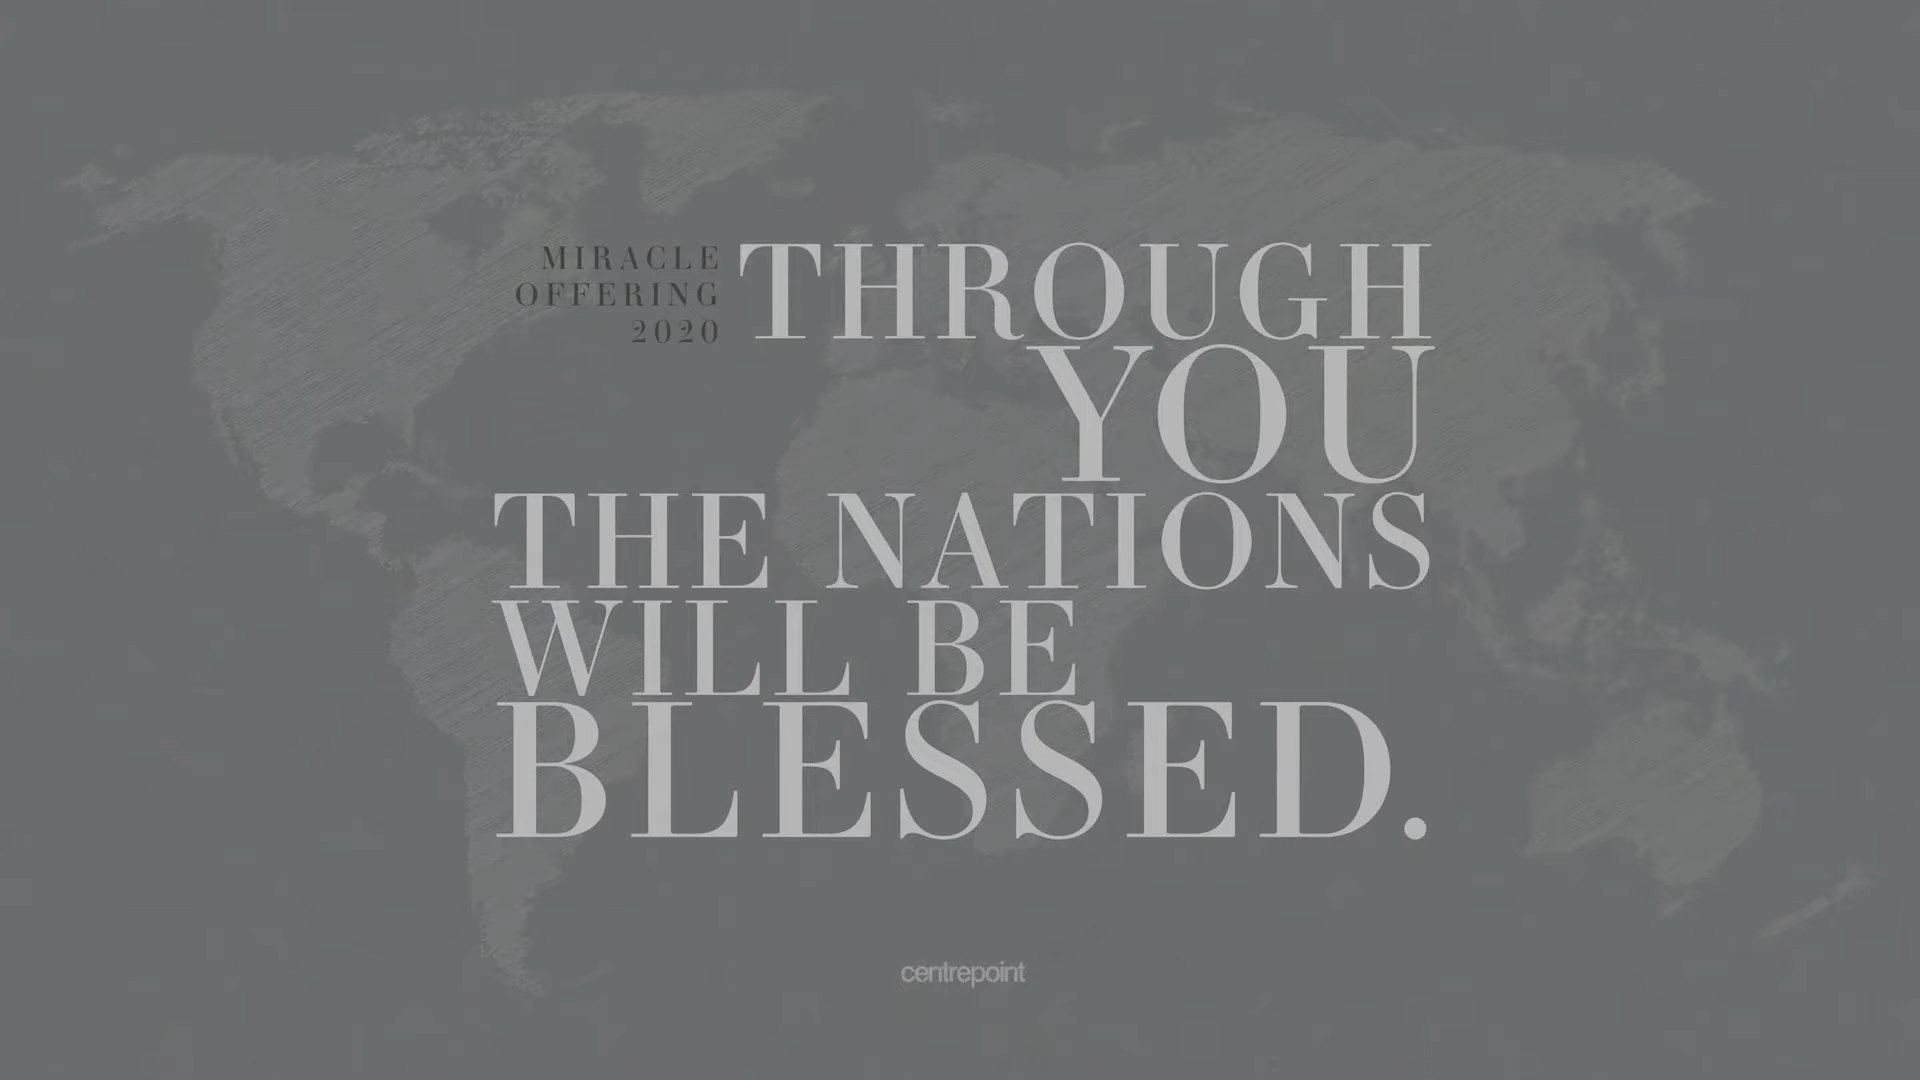 MIRACLE
OFFERING
2020
THROUGH
YOU
THE NATIONS
WILL BE
BLESSED.
centrepoint